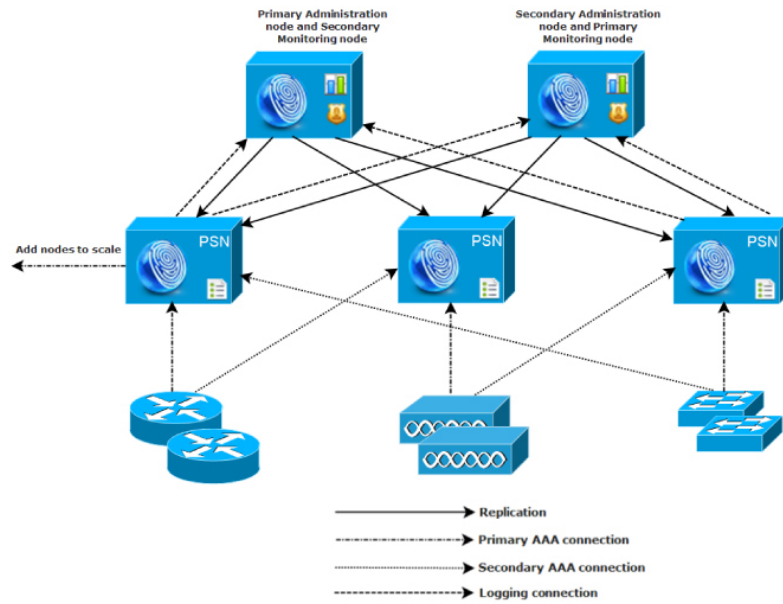 Primary Administration
node and Secondary
Monitoring node
Secondary Administration
node and Primary
Monitoring node
PSN
PSN
PSN
Add nodes to scale
Replication
Primary AAA connection
Secondary AAA connection
Logging connection